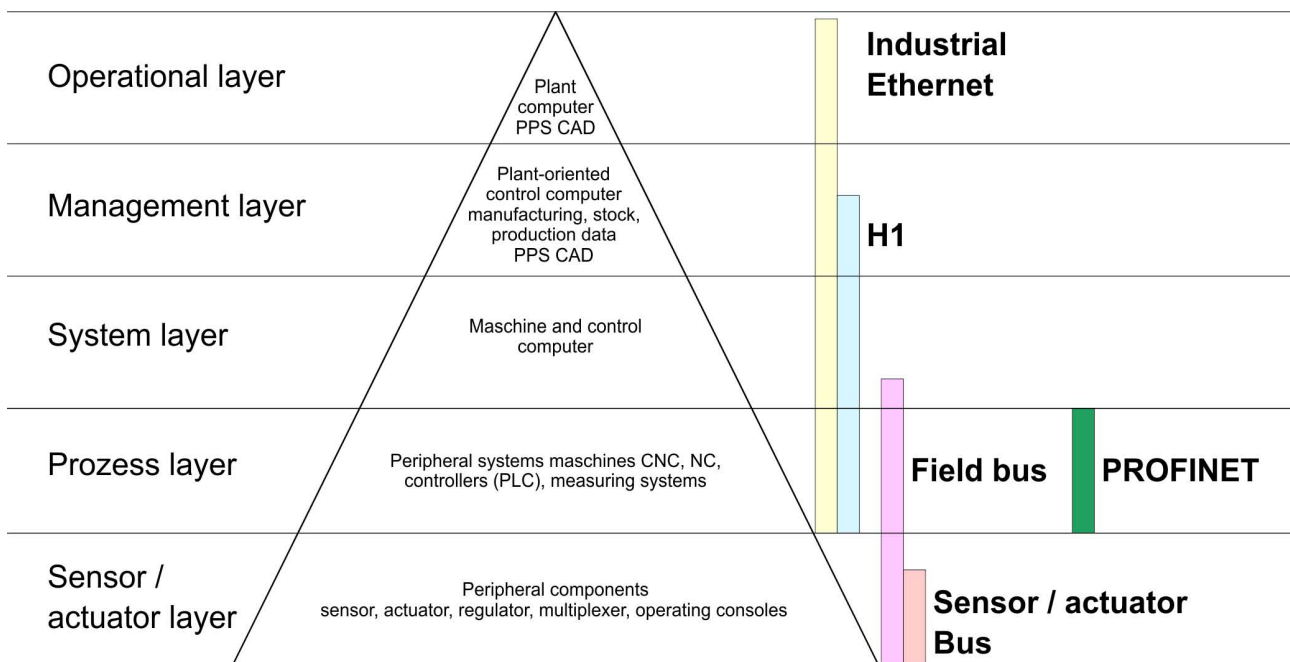 Operational layer
Plant
computer
PPS CAD
Industrial
Ethernet
Management layer
Plant-oriented
control computer
manufacturing, stock,
production data
PPS CAD
H1
System layer
Maschine and control
computer
Prozess layer
Peripheral systems maschines CNC, NC,
controllers (PLC), measuring systems
Field bus
PROFINET
Sensor /
actuator layer
Peripheral components
sensor, actuator, regulator, multiplexer, operating consoles
Sensor / actuator
Bus